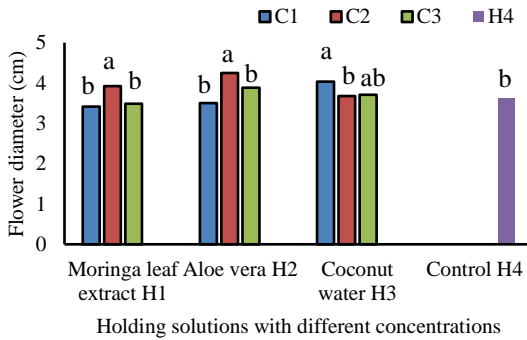 C1 C2 C3 H4
Flower diameter (cm)
5
4
3
2
1
0
b a b
b a b
a b ab
b
Moringa leaf extract H1
Aloe vera H2
Coconut water H3
Control H4
Holding solutions with different concentrations